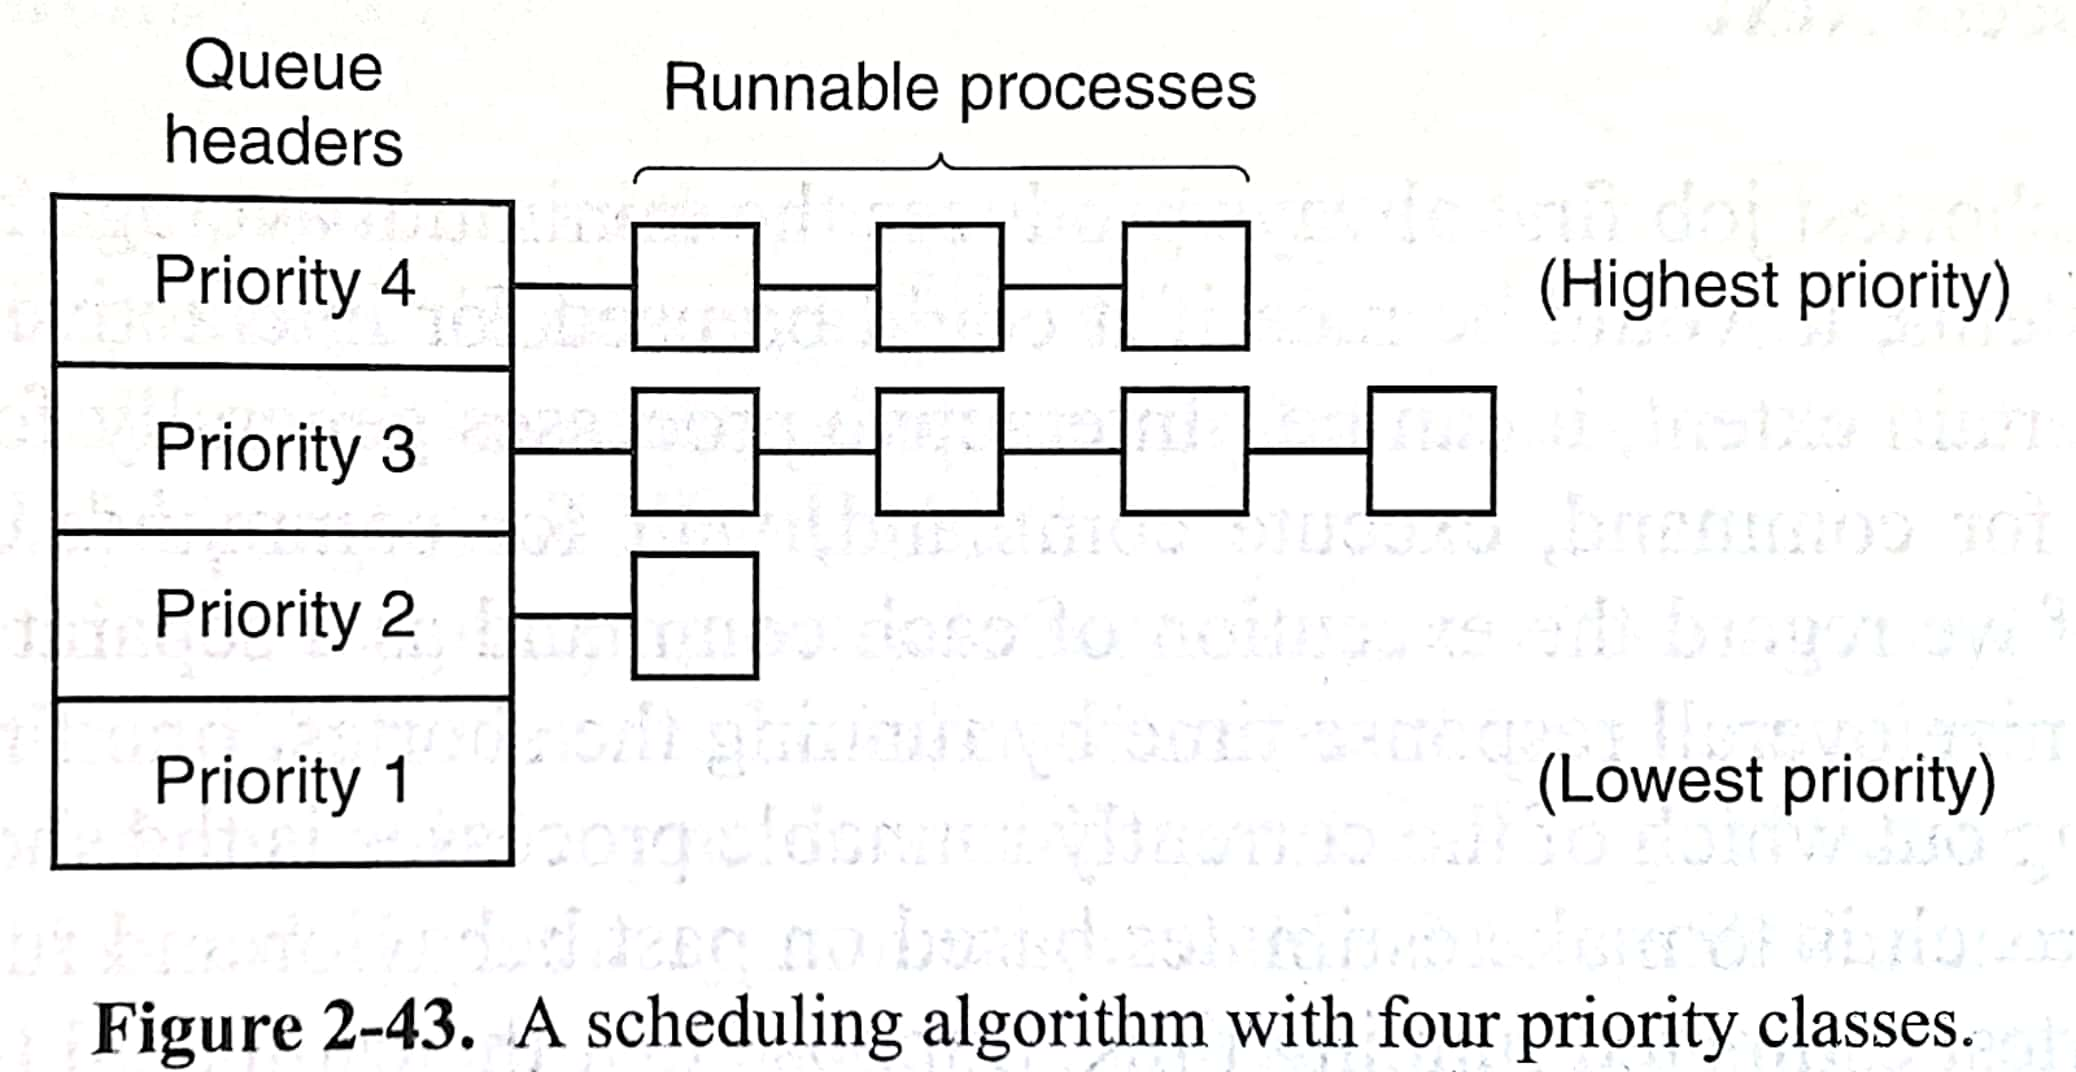 Queue
headers
Runnable processes
Priority 4
(Highest priority)
Priority 3
Priority 2
Priority 1
(Lowest priority)
Figure 2-43. A scheduling algorithm with four priority classes.